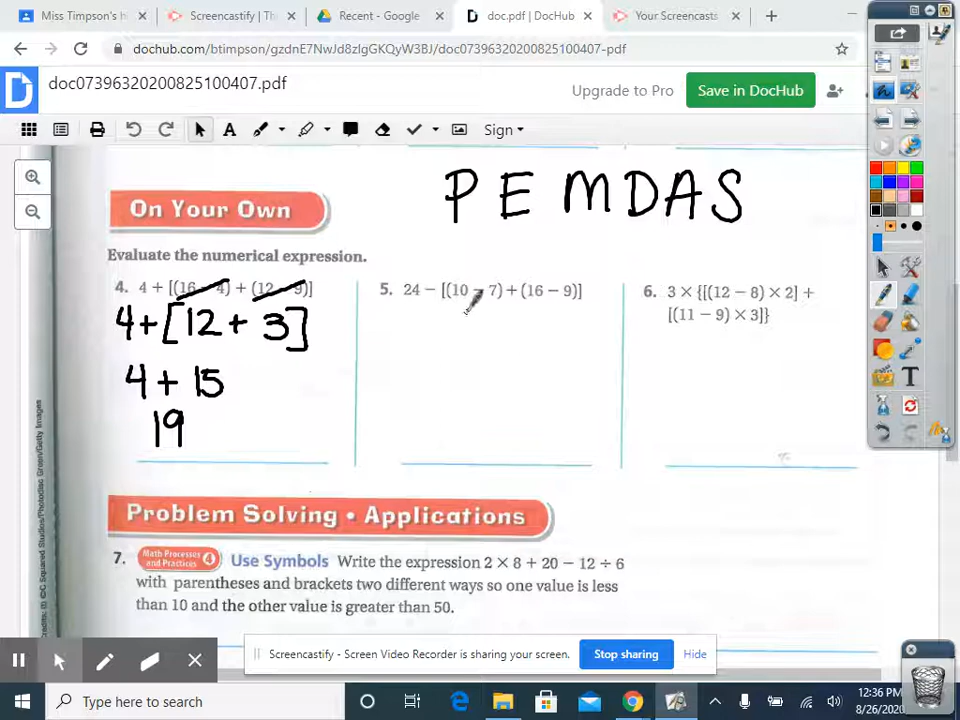 Miss Timpson's
Screencastify | Th
Recent - Google
doc.pdf | DocHub
Your Screencasts
dochub.com/btimpson/gzdnE7NwJd8zlgGKQyW3BJ/doc07396320200825100407-pdf
doc07396320200825100407.pdf
Upgrade to Pro
Save in DocHub
Sign
P E M D A S
On Your Own
Evaluate the numerical expression.
4. 4 + [(16 − 4) + (12 − 9)]
4 + [12 + 3]
4 + 15
19
5. 24 − [(10 − 7) + (16 − 9)]
6. 3 × {[(12 − 8) × 2] +
[(11 − 9) × 3]}
Problem Solving • Applications
7. Math Processes and Practices 4 Use Symbols Write the expression 2 × 8 + 20 − 12 ÷ 6
with parentheses and brackets two different ways so one value is less
than 10 and the other value is greater than 50.
Screencastify - Screen Video Recorder is sharing your screen.
Stop sharing
Hide
Type here to search
12:36 PM
8/26/2020